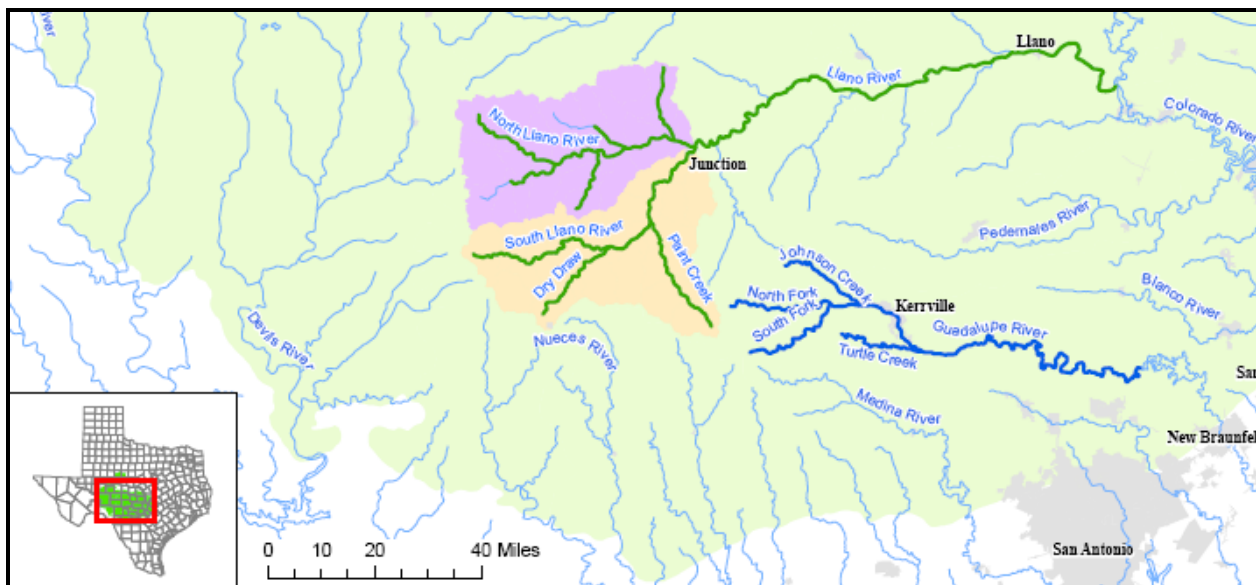 River
Llano
Llano River
Colorado River
North Llano River
Junction
Pedernales River
South Llano River
Paint Creek
Dry Draw
Johnson Creek
Blanco River
North Fork
Kerrville
South Fork
Guadalupe River
Devils River
Nueces River
Turtle Creek
San
Medina River
New Braunfel
San Antonio
0 10 20 40 Miles